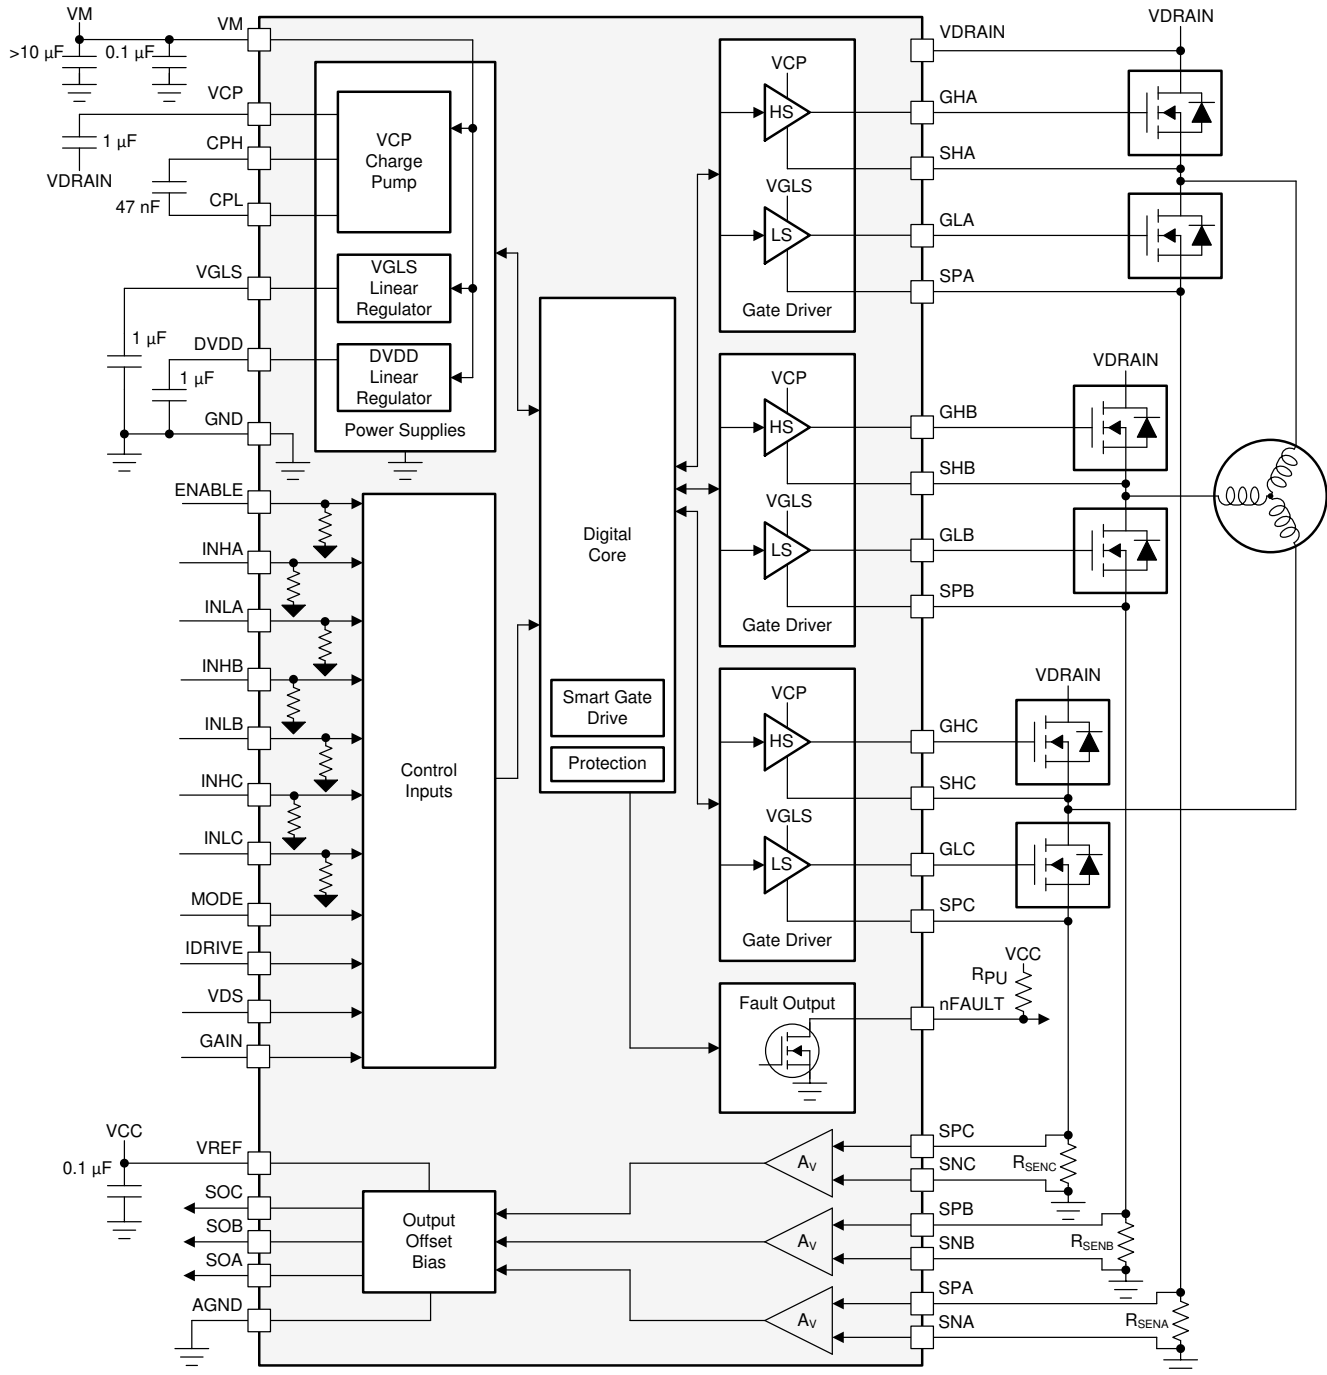 VM
>10 µF
0.1 µF
VM
VCP
1 µF
VDRAIN
CPH
47 nF
CPL
VGLS
1 µF
DVDD
1 µF
GND
VCP
Charge
Pump
VGLS
Linear
Regulator
DVDD
Linear
Regulator
Power Supplies
ENABLE
INHA
INLA
INHB
INLB
INHC
INLC
MODE
IDRIVE
VDS
GAIN
Control
Inputs
Digital
Core
Smart Gate
Drive
Protection
VCP
HS
VGLS
LS
Gate Driver
VCP
HS
VGLS
LS
Gate Driver
VCP
HS
VGLS
LS
Gate Driver
Fault Output
VDRAIN
VDRAIN
GHA
SHA
GLA
SPA
VDRAIN
GHB
SHB
GLB
SPB
VDRAIN
GHC
SHC
GLC
SPC
VCC
RPU
nFAULT
VCC
0.1 µF
VREF
SOC
SOB
SOA
AGND
Output
Offset
Bias
AV
AV
AV
SPC
SNC
RSENC
SPB
SNB
RSENB
SPA
SNA
RSENA